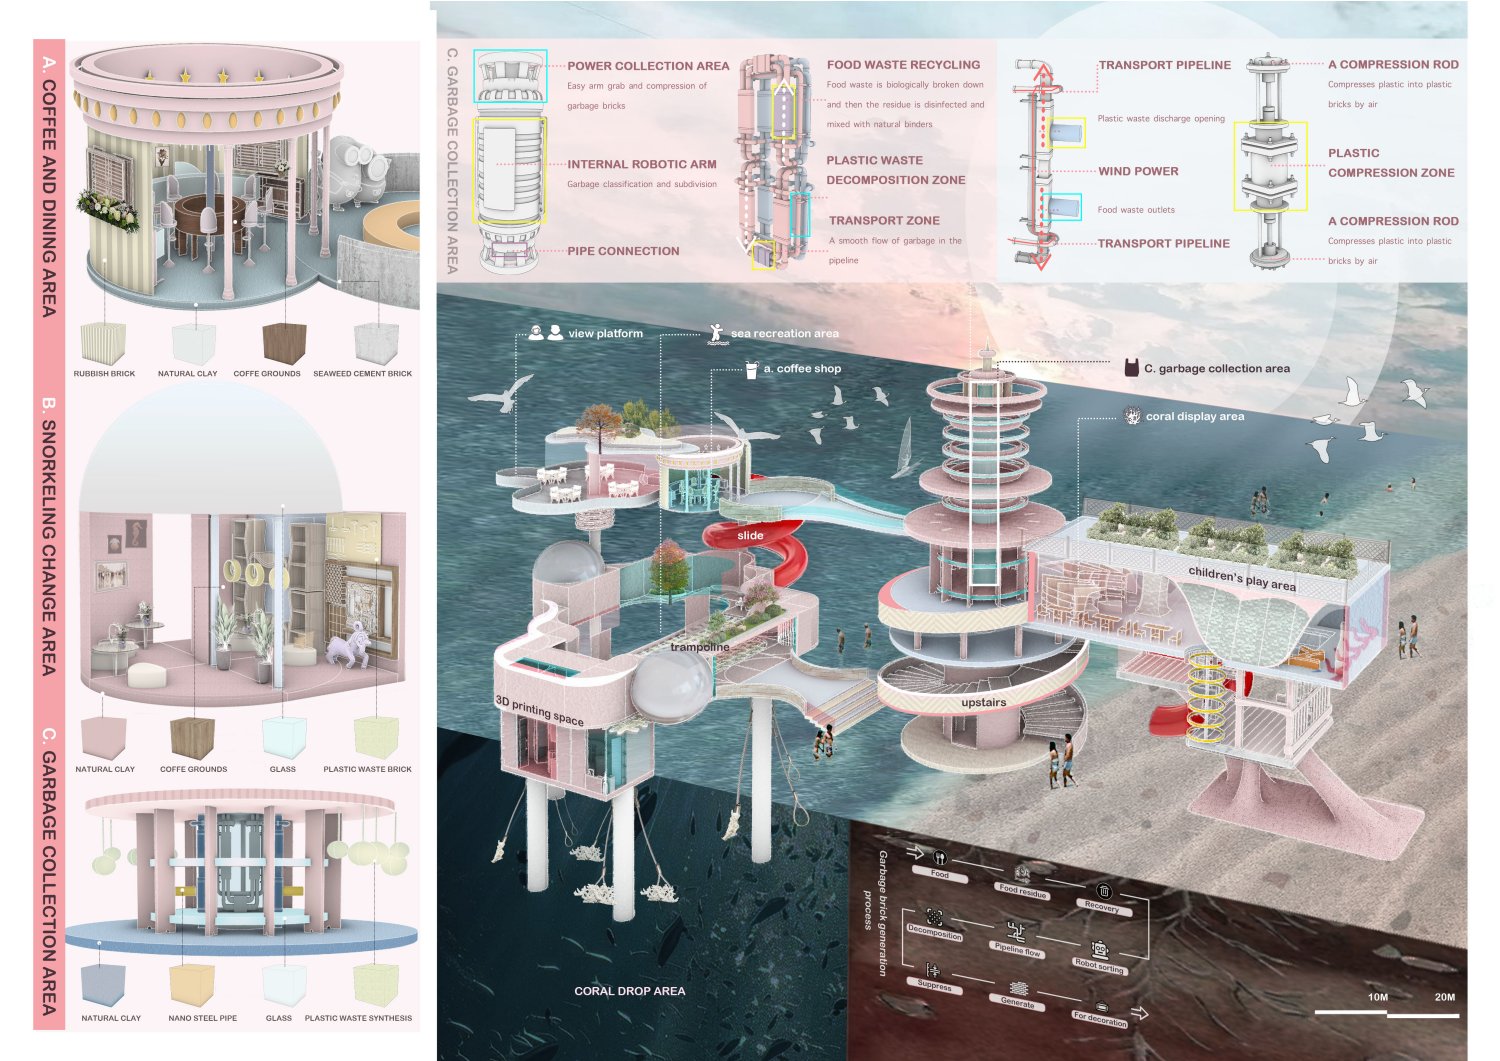 A. COFFEE AND DINING AREA
RUBBISH BRICK
NATURAL CLAY
COFFE GROUNDS
SEAWEED CEMENT BRICK
B. SNORKELING CHANGE AREA
NATURAL CLAY
COFFE GROUNDS
GLASS
PLASTIC WASTE BRICK
C. GARBAGE COLLECTION AREA
NATURAL CLAY
NANO STEEL PIPE
GLASS
PLASTIC WASTE SYNTHESIS
C. GARBAGE COLLECTION AREA
POWER COLLECTION AREA
Easy arm grab and compression of
garbage bricks
INTERNAL ROBOTIC ARM
Garbage classification and subdivision
PIPE CONNECTION
FOOD WASTE RECYCLING
Food waste is biologically broken down
and then the residue is disinfected and
mixed with natural binders
PLASTIC WASTE
DECOMPOSITION ZONE
TRANSPORT ZONE
A smooth flow of garbage in the
pipeline
TRANSPORT PIPELINE
Plastic waste discharge opening
WIND POWER
Food waste outlets
TRANSPORT PIPELINE
A COMPRESSION ROD
Compresses plastic into plastic
bricks by air
PLASTIC
COMPRESSION ZONE
A COMPRESSION ROD
Compresses plastic into plastic
bricks by air
view platform
sea recreation area
a. coffee shop
C. garbage collection area
coral display area
slide
children's play area
trampoline
3D printing space
upstairs
CORAL DROP AREA
Garbage brick generation
process
Food
Food residue
Recovery
Decomposition
Pipeline flow
Robot sorting
Suppress
Generate
For decoration
10M
20M